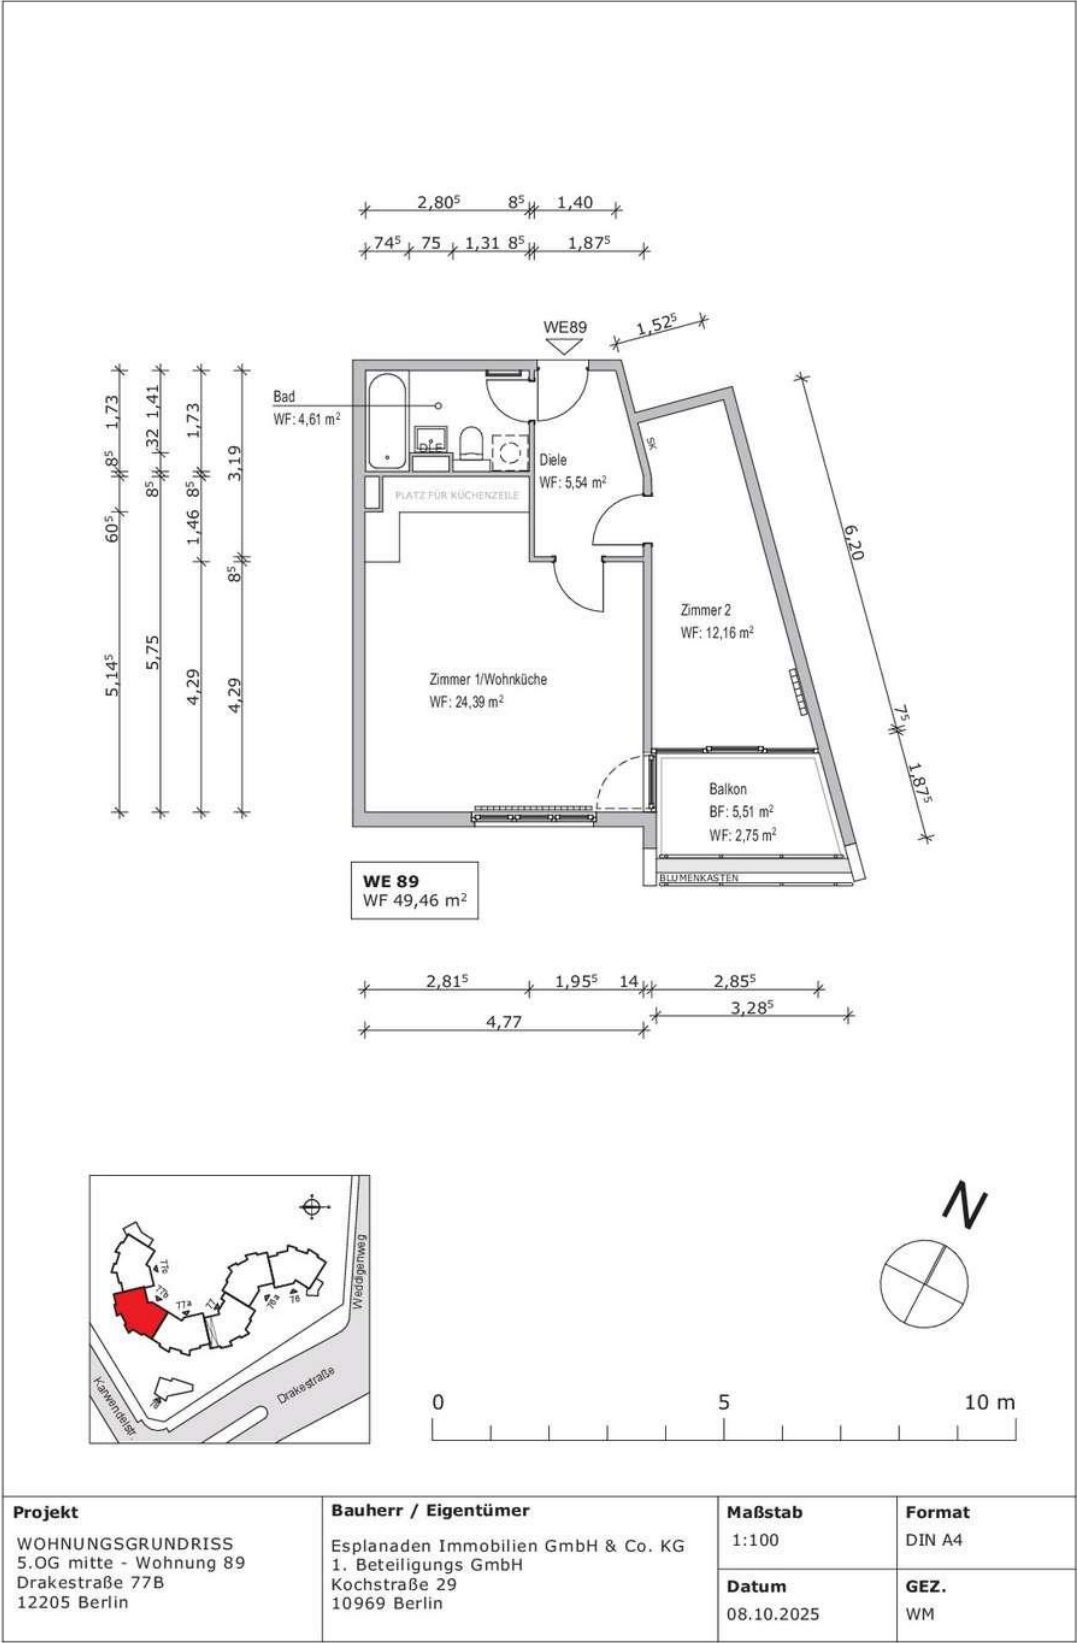 2,80⁵ 8⁵ 1,40
74⁵ 75 1,31 8⁵ 1,87⁵
WE89
1,52⁵
1,73 8⁵ 60⁵ 5,14⁵
1,41 32 8⁵ 5,75
1,73 8⁵ 1,46 4,29
3,19 8⁵ 4,29
Bad
WF: 4,61 m²
SK
Diele
WF: 5,54 m²
PLATZ FÜR KÜCHENZEILE
6,20
Zimmer 2
WF: 12,16 m²
Zimmer 1/Wohnküche
WF: 24,39 m²
7⁵
1,87⁵
Balkon
BF: 5,51 m²
WF: 2,75 m²
BLUMENKASTEN
WE 89
WF 49,46 m²
2,81⁵ 1,95⁵ 14 2,85⁵
3,28⁵
4,77
N
77c
77b
77a
77
76a
76
Weddigenweg
Drakestraße
Karwendelstr.
0 5 10 m
Projekt
WOHNUNGSGRUNDRISS
5.OG mitte - Wohnung 89
Drakestraße 77B
12205 Berlin
Bauherr / Eigentümer
Esplanaden Immobilien GmbH & Co. KG
1. Beteiligungs GmbH
Kochstraße 29
10969 Berlin
Maßstab
1:100
Format
DIN A4
Datum
08.10.2025
GEZ.
WM